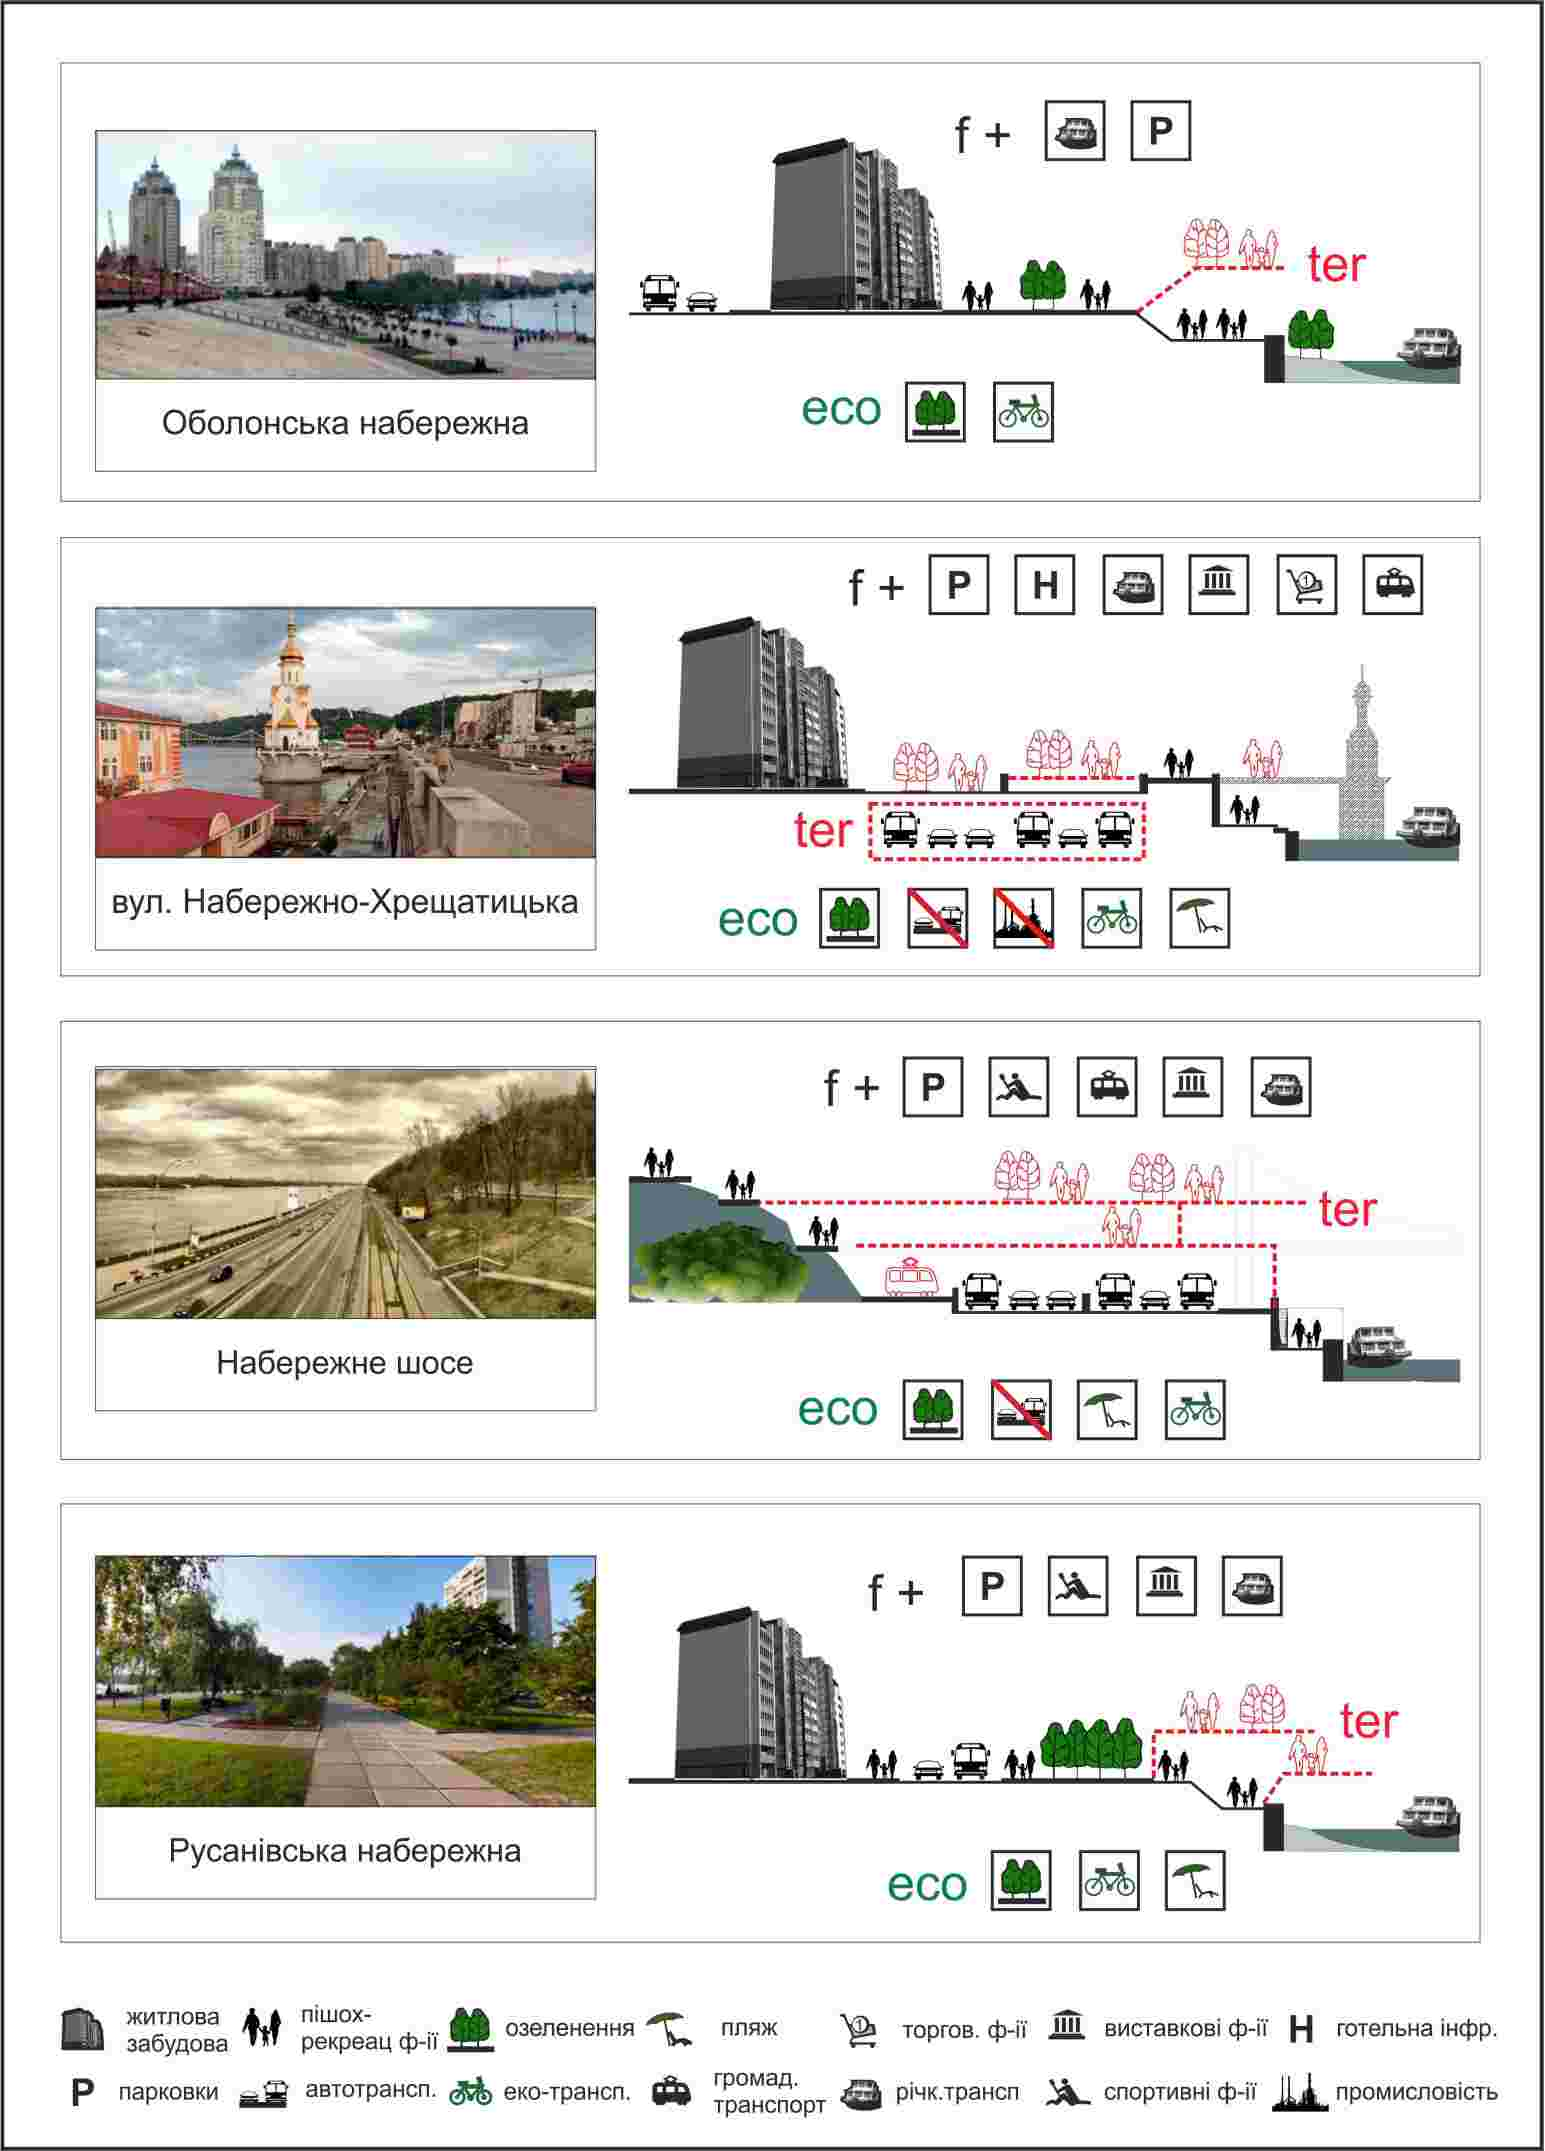 f + P
ter
eco
Оболонська набережна
f + P H 1
ter
eco
вул. Набережно-Хрещатицька
f + P
ter
eco
Набережне шосе
f + P
ter
eco
Русанівська набережна
житлова
забудова
пішох-
рекреац ф-ії
озеленення
пляж
1
торгов. ф-ії
виставкові ф-ії
H
готельна інфр.
P
парковки
автотрансп.
еко-трансп.
громад.
транспорт
річк.трансп
спортивні ф-ії
промисловість